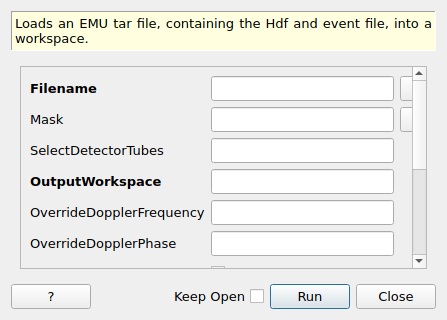 Loads an EMU tar file, containing the Hdf and event file, into a
workspace.
Filename
Mask
SelectDetectorTubes
OutputWorkspace
OverrideDopplerFrequency
OverrideDopplerPhase
? Keep Open Run Close